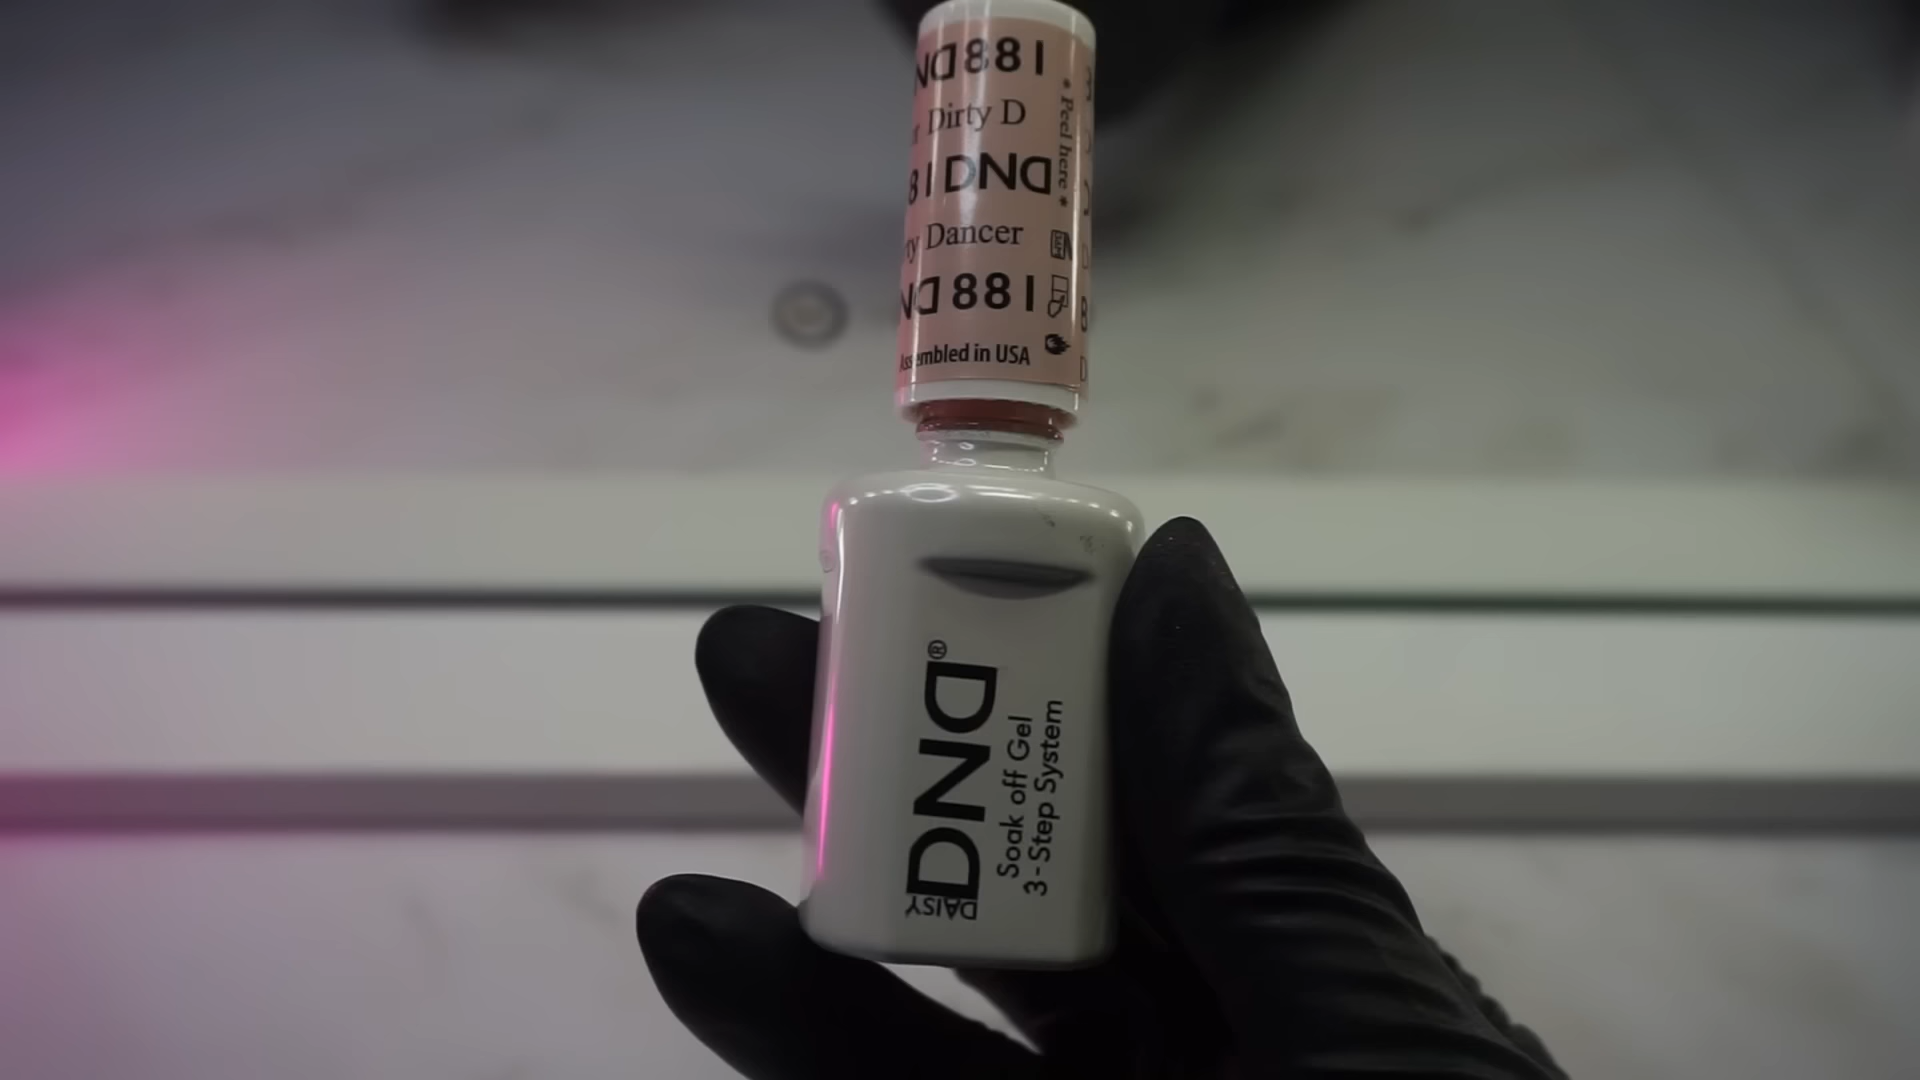 DND 881
Dirty D
81 DND
Dancer
DND 881
Assembled in USA
* Peel here *
DND®
DAISY
Soak off Gel
3-Step System